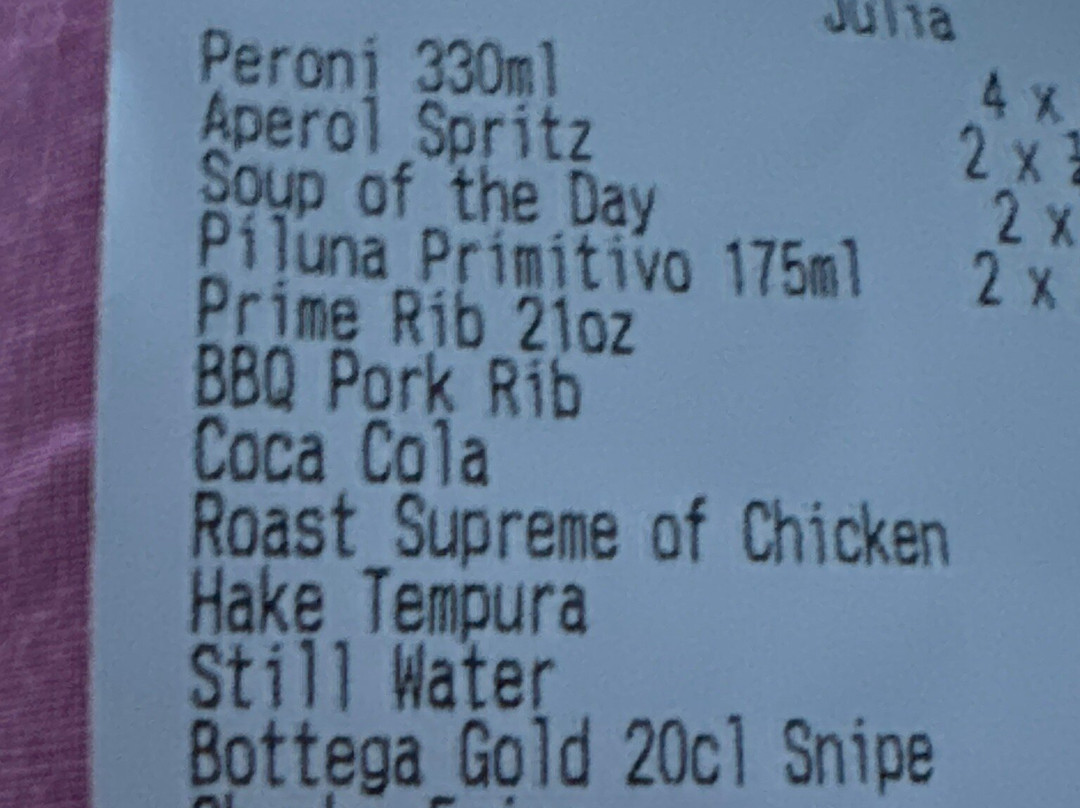 Julia
Peroni 330ml 4 x
Aperol Spritz 2 x
Soup of the Day 2 x
Piluna Primitivo 175ml 2 x
Prime Rib 21oz
BBQ Pork Rib
Coca Cola
Roast Supreme of Chicken
Hake Tempura
Still Water
Bottega Gold 20cl Snipe